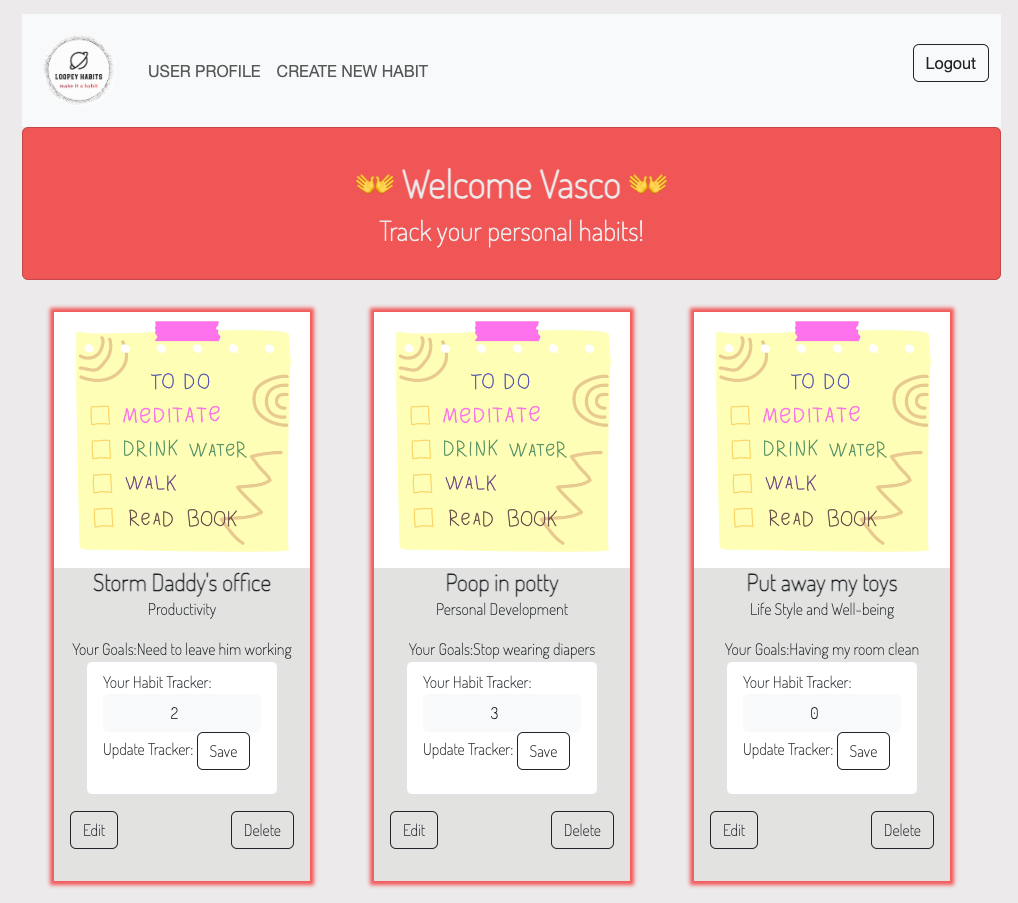 LOOPEY HABITS
make it a habit
USER PROFILE CREATE NEW HABIT
Logout
👐 Welcome Vasco 👐
Track your personal habits!
TO DO
MEDITATE
DRINK WATER
WALK
READ BOOK
Storm Daddy's office
Productivity
Your Goals:Need to leave him working
Your Habit Tracker:
2
Update Tracker: Save
Edit Delete
TO DO
MEDITATE
DRINK WATER
WALK
READ BOOK
Poop in potty
Personal Development
Your Goals:Stop wearing diapers
Your Habit Tracker:
3
Update Tracker: Save
Edit Delete
TO DO
MEDITATE
DRINK WATER
WALK
READ BOOK
Put away my toys
Life Style and Well-being
Your Goals:Having my room clean
Your Habit Tracker:
0
Update Tracker: Save
Edit Delete